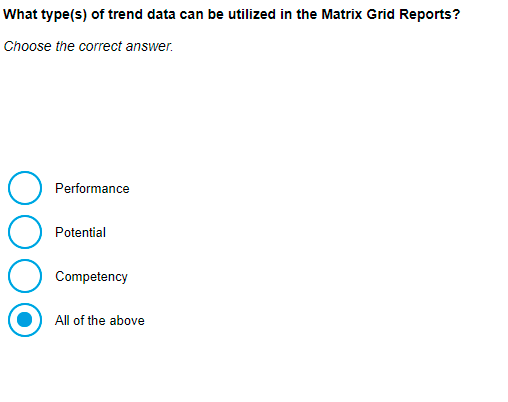 What type(s) of trend data can be utilized in the Matrix Grid Reports?
Choose the correct answer.
Performance
Potential
Competency
All of the above